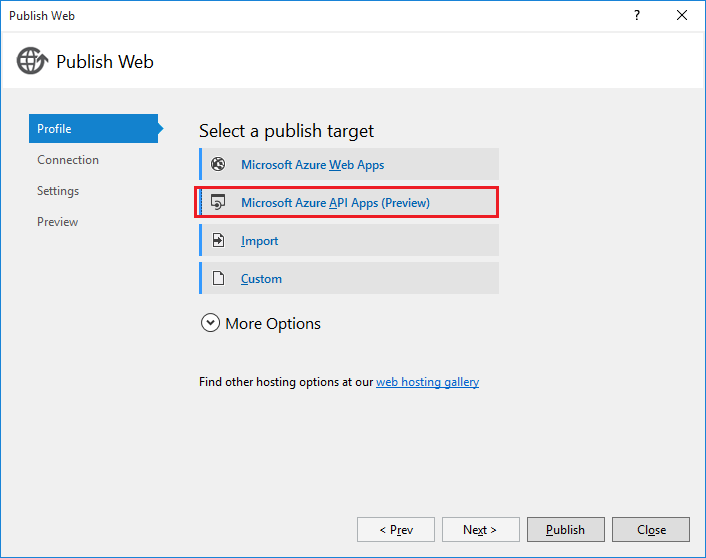 Publish Web
?
Publish Web
Profile
Connection
Settings
Preview
Select a publish target
Microsoft Azure Web Apps
Microsoft Azure API Apps (Preview)
Import
Custom
More Options
Find other hosting options at our web hosting gallery
< Prev
Next >
Publish
Close